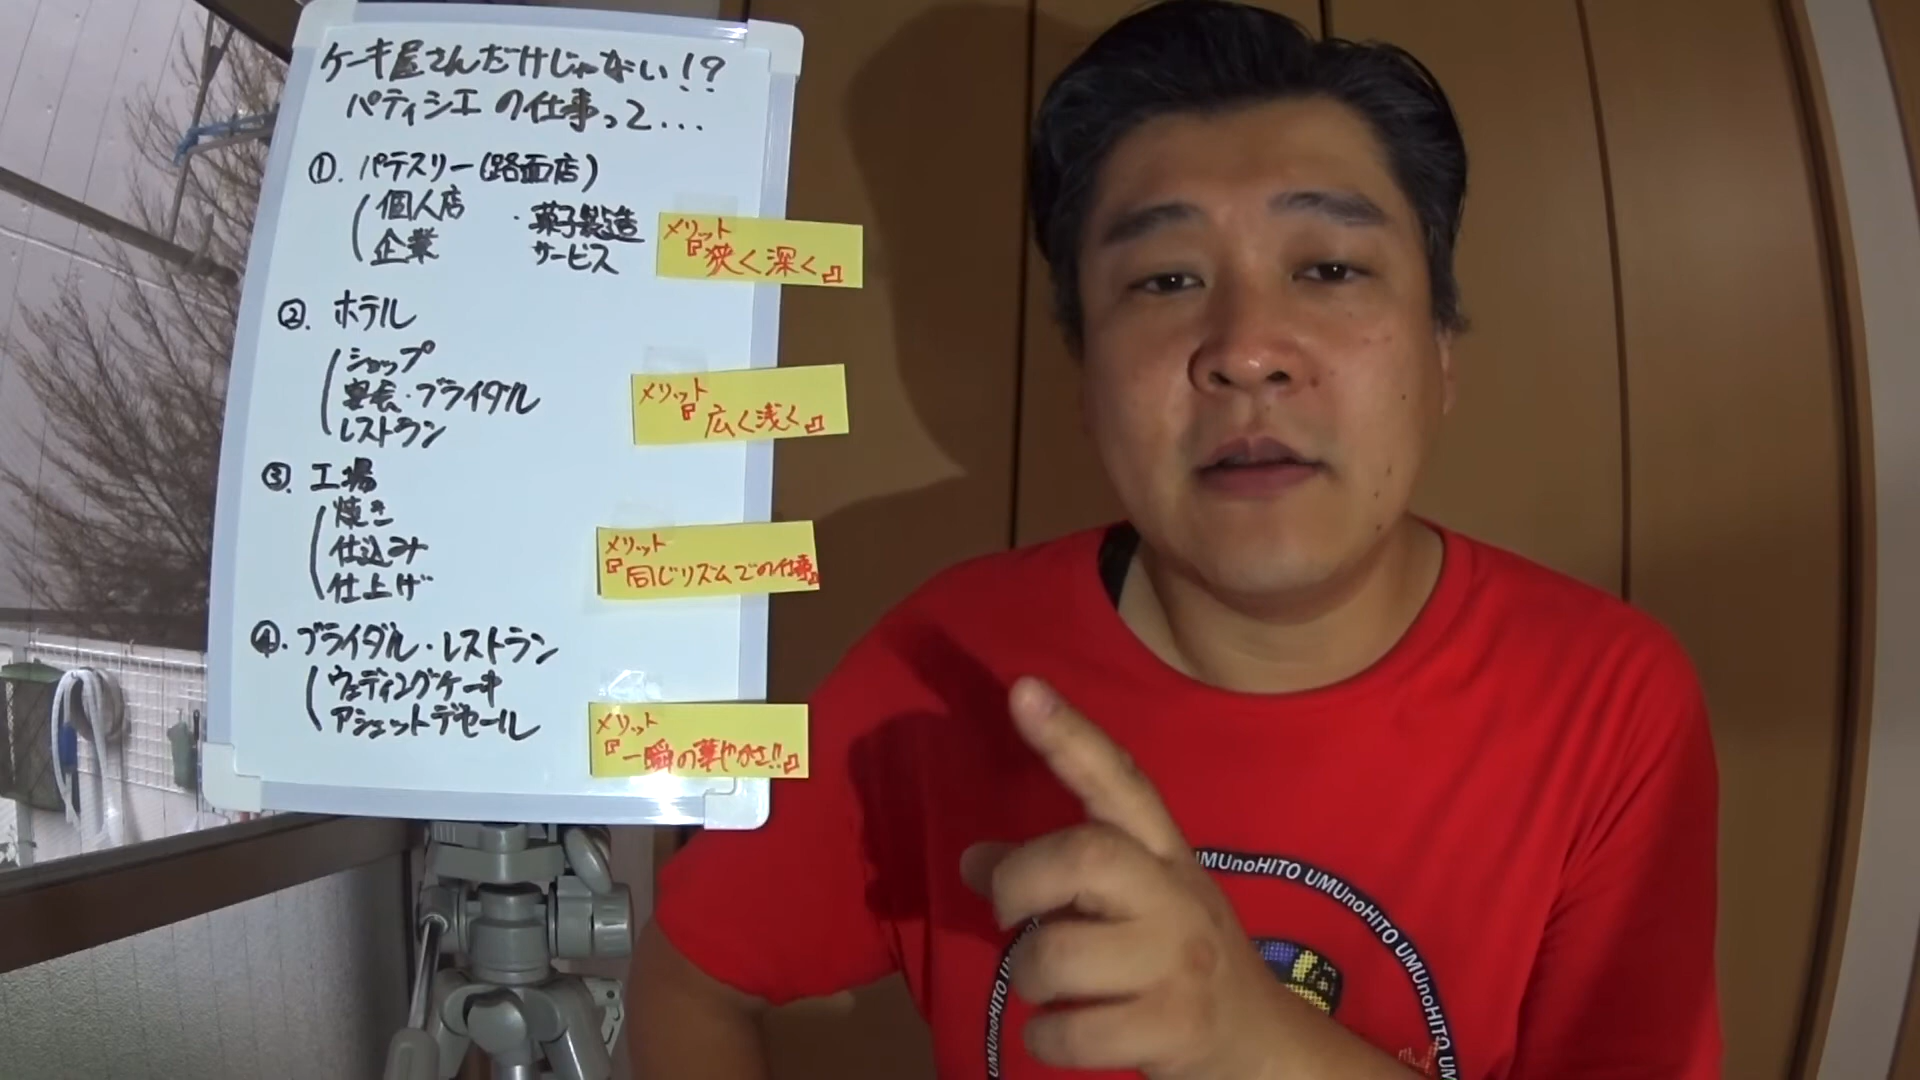 ケーキ屋さんだけじゃない!?
パティシエの仕事って...
①. パテスリー(路面店)
個人店
企業
・菓子製造
サービス
メリット
『狭く深く』
②. ホテル
ショップ
宴会・ブライダル
レストラン
メリット
『広く浅く』
③. 工場
焼き
仕込み
仕上げ
メリット
『同じリズムでの仕事』
④. ブライダル・レストラン
ウェディングケーキ
アシェットデセール
メリット
『一瞬の華やかさ!!』
UMUnoHITO UMUnoHITO UMUnoHITO UMUnoHITO UM
UMUnoHITO UMUno